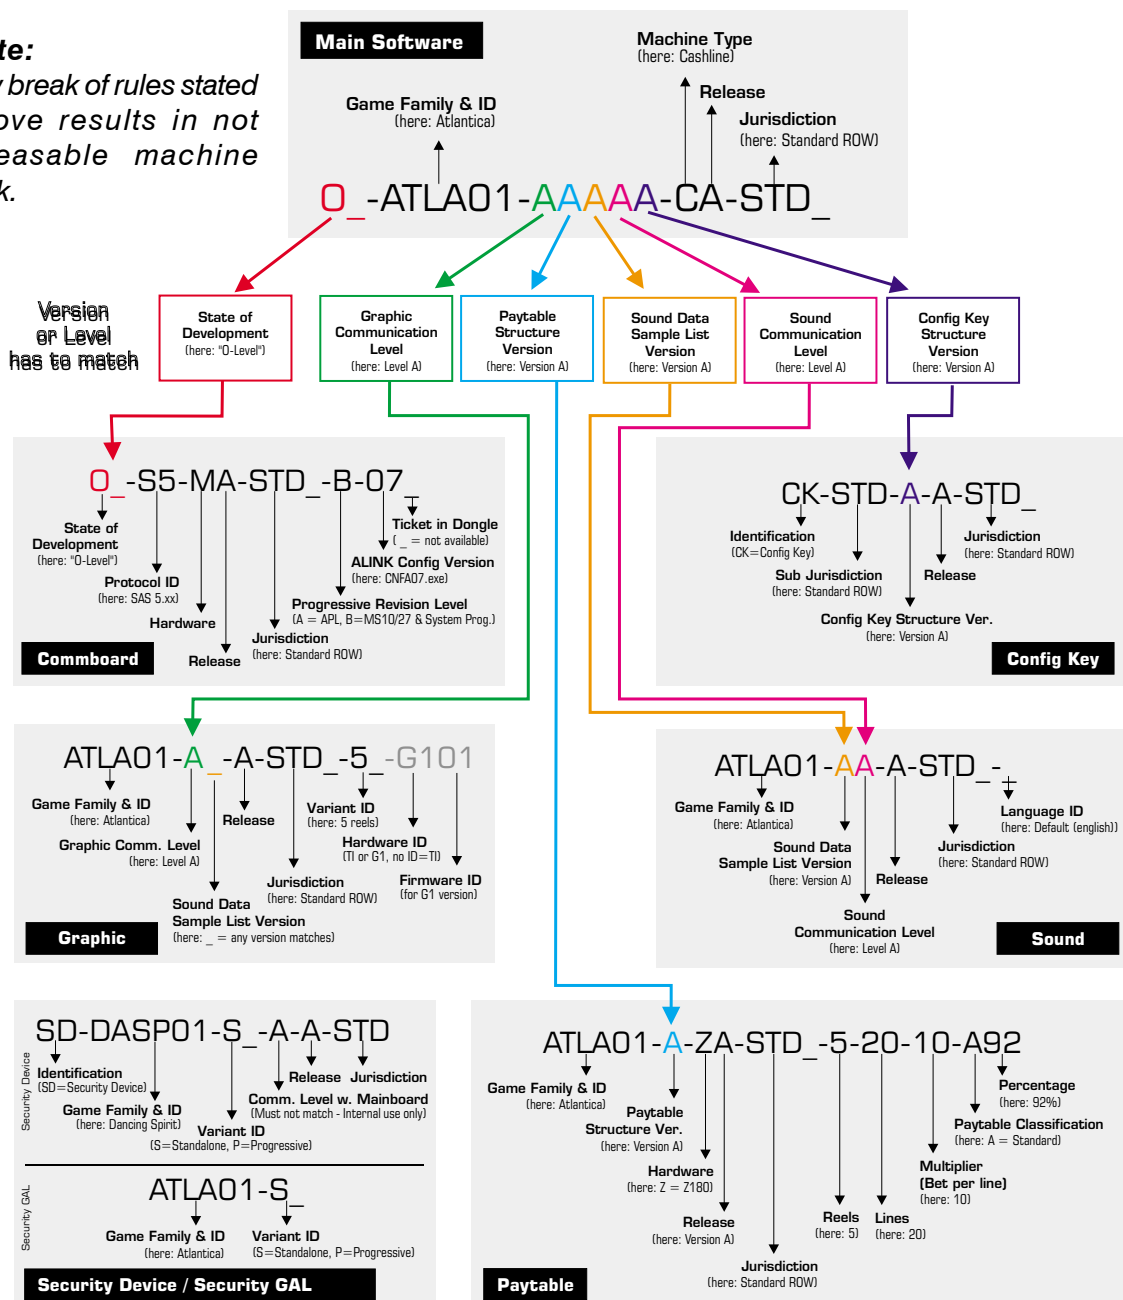 te:
break of rules stated
ove results in not
easable machine
k.
Main Software
Machine Type
(here: Cashline)
Release
Game Family & ID
(here: Atlantica)
Jurisdiction
(here: Standard ROW)
O_-ATLA01-AAAAA-CA-STD_
Version
or Level
has to match
State of
Development
(here: "O-Level")
Graphic
Communication
Level
(here: Level A)
Paytable
Structure
Version
(here: Version A)
Sound Data
Sample List
Version
(here: Version A)
Sound
Communication
Level
(here: Level A)
Config Key
Structure
Version
(here: Version A)
O_-S5-MA-STD_-B-07_
State of
Development
(here: "O-Level")
Ticket in Dongle
( _ = not available)
ALINK Config Version
(here: CNFA07.exe)
Protocol ID
(here: SAS 5.xx)
Progressive Revision Level
(A = APL, B=MS10/27 & System Prog.)
Hardware
Jurisdiction
(here: Standard ROW)
Release
Commboard
CK-STD-A-A-STD_
Identification
(CK=Config Key)
Jurisdiction
(here: Standard ROW)
Sub Jurisdiction
(here: Standard ROW)
Release
Config Key Structure Ver.
(here: Version A)
Config Key
ATLA01-A_-A-STD_-5_-G101
Game Family & ID
(here: Atlantica)
Release
Variant ID
(here: 5 reels)
Graphic Comm. Level
(here: Level A)
Hardware ID
(TI or G1, no ID=TI)
Jurisdiction
(here: Standard ROW)
Firmware ID
(for G1 version)
Sound Data
Sample List Version
(here: _ = any version matches)
Graphic
ATLA01-AA-A-STD_-_
Game Family & ID
(here: Atlantica)
Language ID
(here: Default (english))
Sound Data
Sample List Version
(here: Version A)
Release
Jurisdiction
(here: Standard ROW)
Sound
Communication Level
(here: Level A)
Sound
Security Device
SD-DASP01-S_-A-A-STD
Identification
(SD=Security Device)
Release
Jurisdiction
Game Family & ID
(here: Dancing Spirit)
Comm. Level w. Mainboard
(Must not match - Internal use only)
Variant ID
(S=Standalone, P=Progressive)
Security GAL
ATLA01-S_
Game Family & ID
(here: Atlantica)
Variant ID
(S=Standalone, P=Progressive)
Security Device / Security GAL
ATLA01-A-ZA-STD_-5-20-10-A92
Game Family & ID
(here: Atlantica)
Percentage
(here: 92%)
Paytable
Structure Ver.
(here: Version A)
Paytable Classification
(here: A = Standard)
Hardware
(here: Z = Z180)
Multiplier
(Bet per line)
(here: 10)
Release
(here: Version A)
Reels
(here: 5)
Lines
(here: 20)
Jurisdiction
(here: Standard ROW)
Paytable